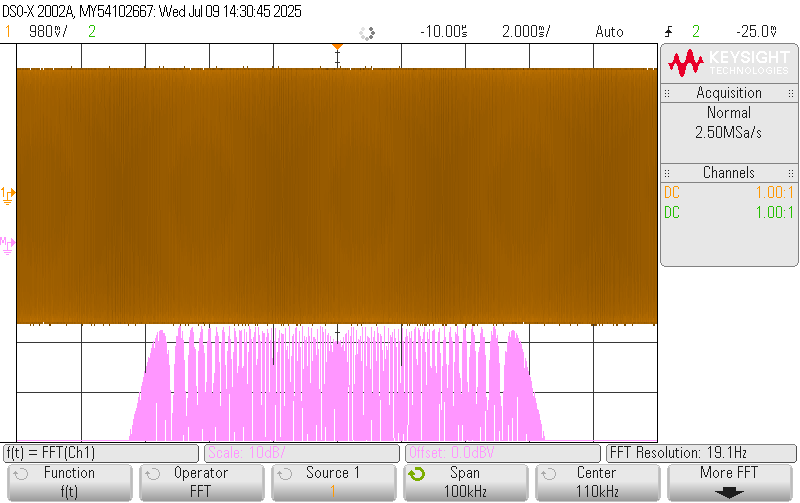 DSO-X 2002A, MY54102667: Wed Jul 09 14:30:45 2025
1 980mV/ 2 -10.00µs 2.000ms/ Auto 2 -25.0mV
KEYSIGHT
TECHNOLOGIES
Acquisition
Normal
2.50MSa/s
Channels
DC 1.00:1
DC 1.00:1
1
M
f(t) = FFT(Ch1) Scale: 10dB/ Offset: 0.0dBV FFT Resolution: 19.1Hz
Function Operator Source 1 Span Center More FFT
f(t) FFT 1 100kHz 110kHz